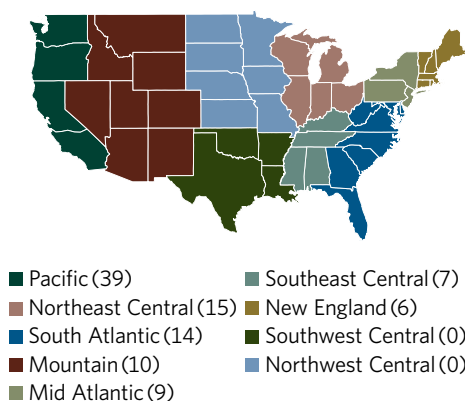 Pacific (39)
Northeast Central (15)
South Atlantic (14)
Mountain (10)
Mid Atlantic (9)
Southeast Central (7)
New England (6)
Southwest Central (0)
Northwest Central (0)